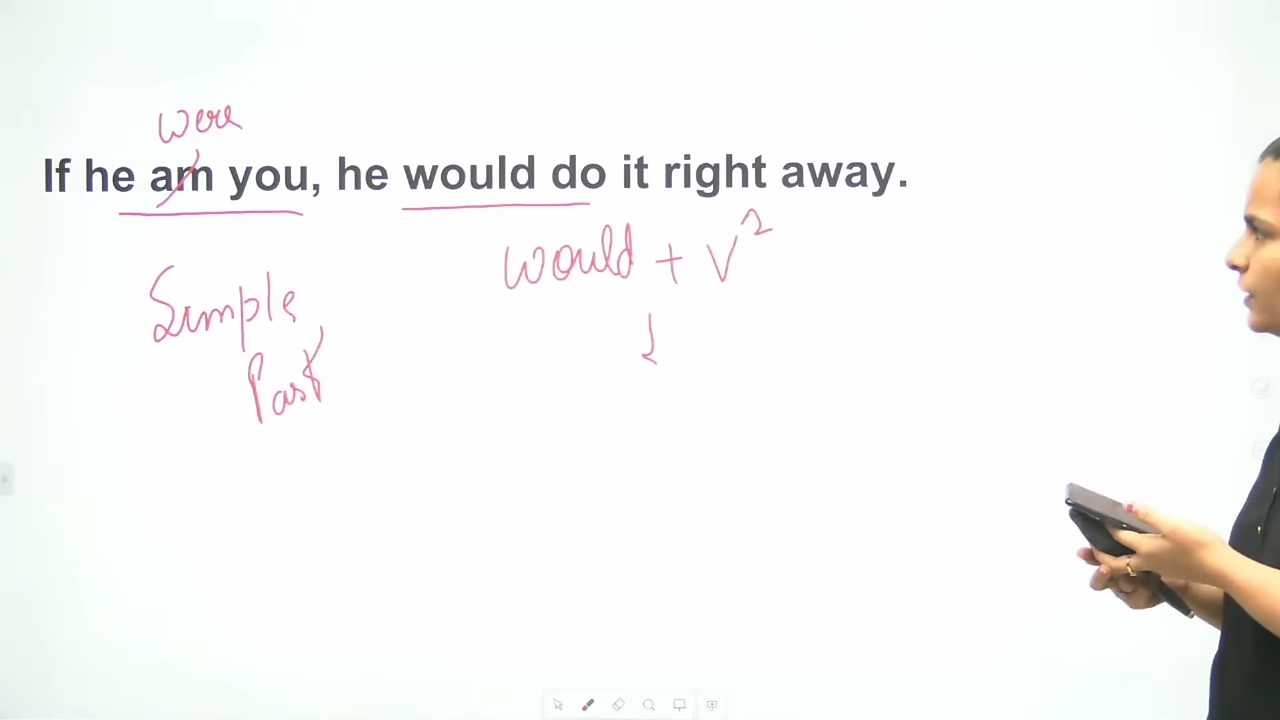 were
If he am you, he would do it right away.
would + v²
Simple
Past